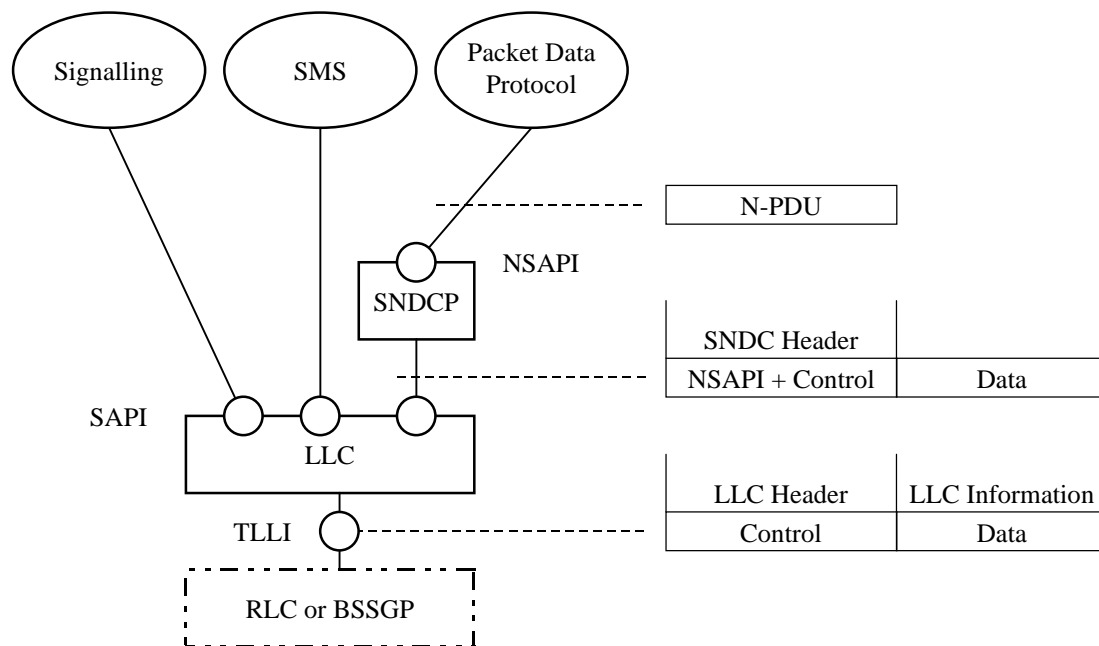 Signalling
SMS
Packet Data
Protocol
N-PDU
NSAPI
SNDCP
SNDC Header
NSAPI + Control
Data
SAPI
LLC
LLC Header
LLC Information
Control
Data
TLLI
RLC or BSSGP